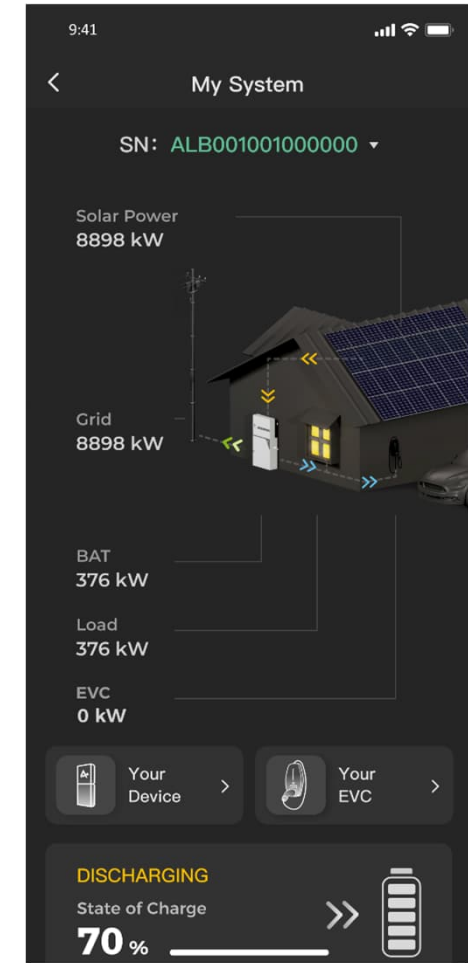 9:41
My System
SN: ALB001001000000
Solar Power
8898 kW
Grid
8898 kW
BAT
376 kW
Load
376 kW
EVC
0 kW
Your
Device
Your
EVC
DISCHARGING
State of Charge
70 %